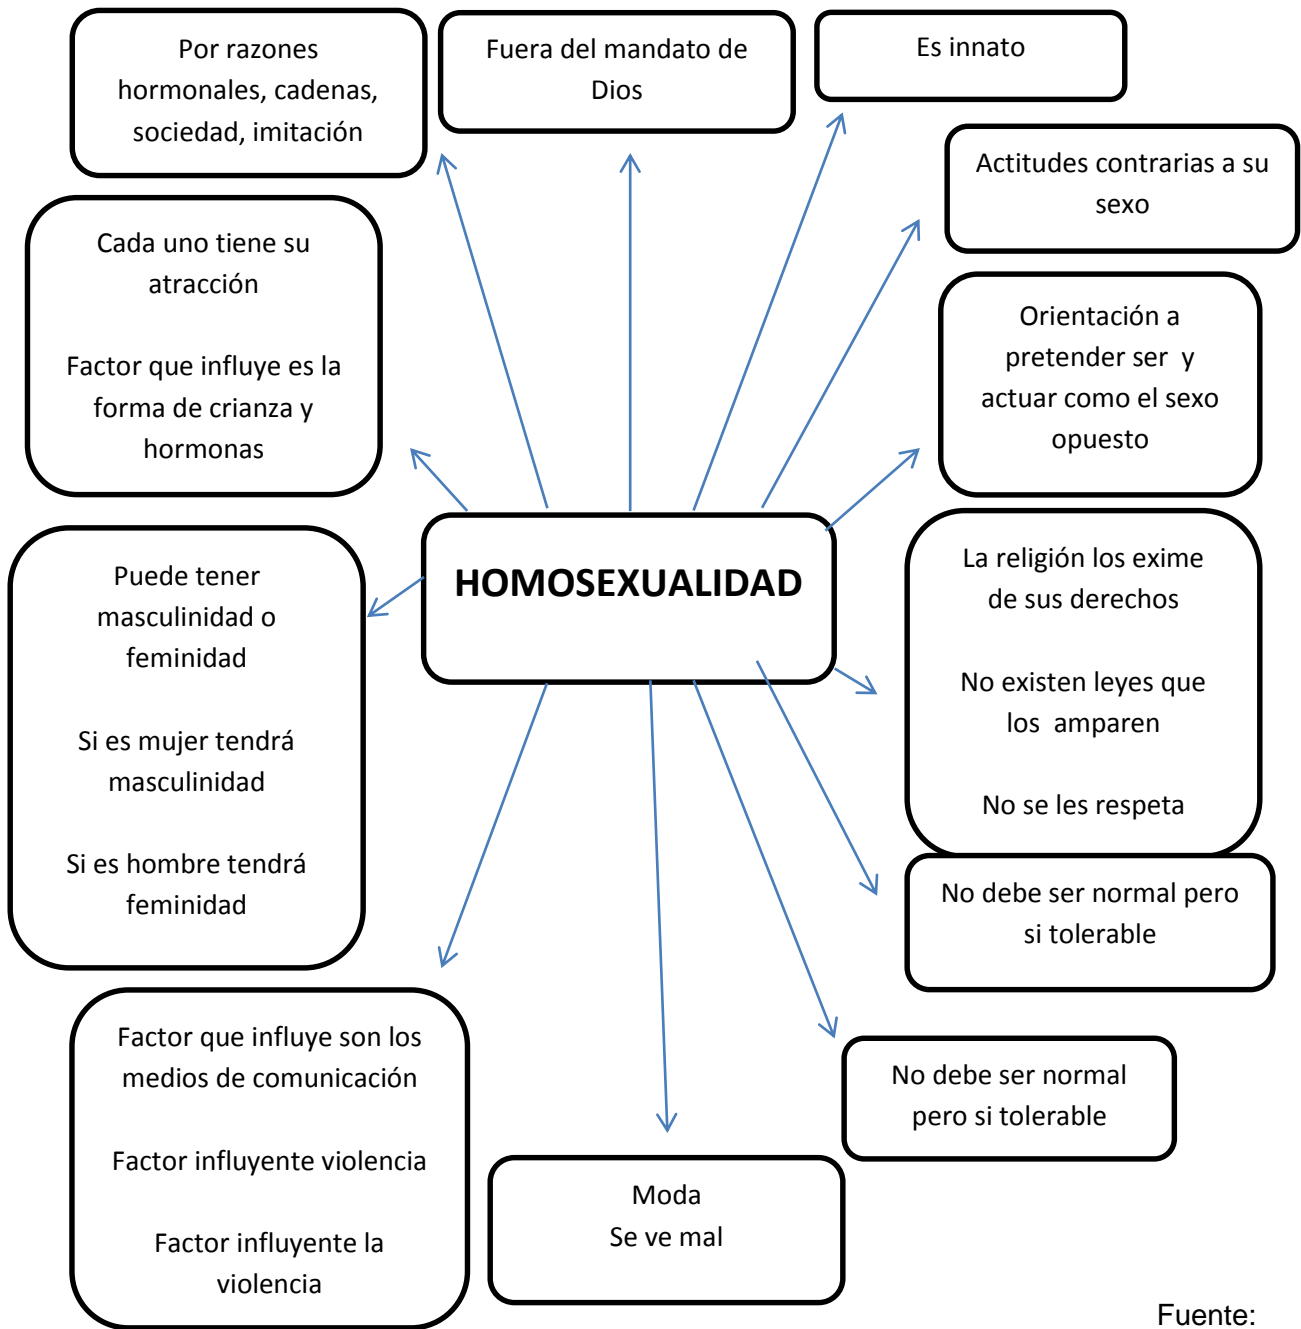 Por razones
hormonales, cadenas,
sociedad, imitación
Fuera del mandato de
Dios
Es innato
Actitudes contrarias a su
sexo
Cada uno tiene su
atracción
Factor que influye es la
forma de crianza y
hormonas
Orientación a
pretender ser y
actuar como el sexo
opuesto
HOMOSEXUALIDAD
Puede tener
masculinidad o
feminidad
Si es mujer tendrá
masculinidad
Si es hombre tendrá
feminidad
La religión los exime
de sus derechos
No existen leyes que
los amparen
No se les respeta
No debe ser normal pero
si tolerable
Factor que influye son los
medios de comunicación
Factor influyente violencia
Factor influyente la
violencia
No debe ser normal
pero si tolerable
Moda
Se ve mal
Fuente: